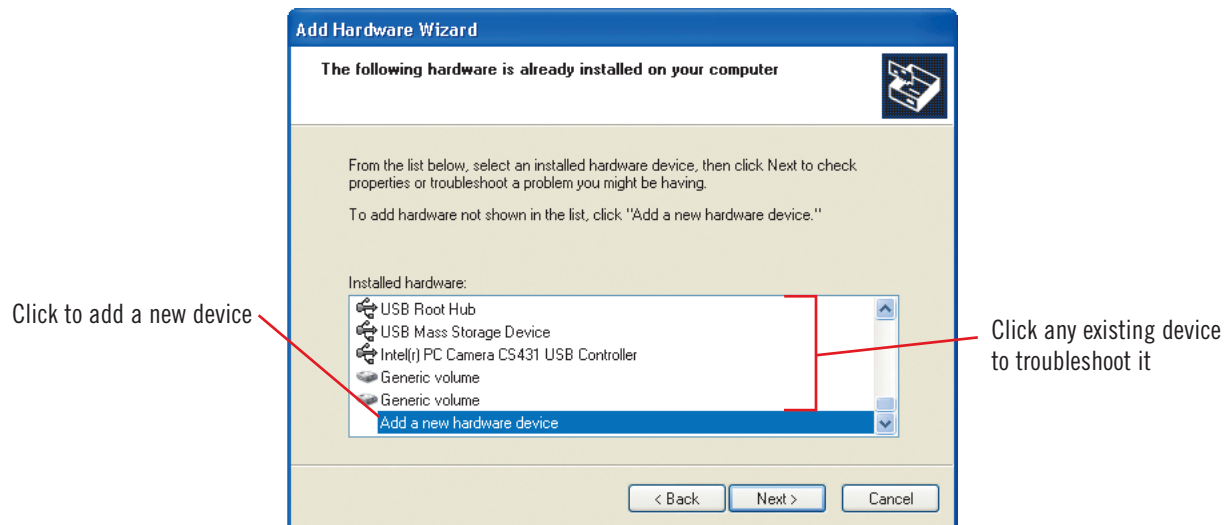 Add Hardware Wizard
The following hardware is already installed on your computer
From the list below, select an installed hardware device, then click Next to check
properties or troubleshoot a problem you might be having.
To add hardware not shown in the list, click "Add a new hardware device."
Installed hardware:
USB Root Hub
USB Mass Storage Device
Intel(r) PC Camera CS431 USB Controller
Generic volume
Generic volume
Add a new hardware device
Click to add a new device
Click any existing device
to troubleshoot it
< Back
Next >
Cancel